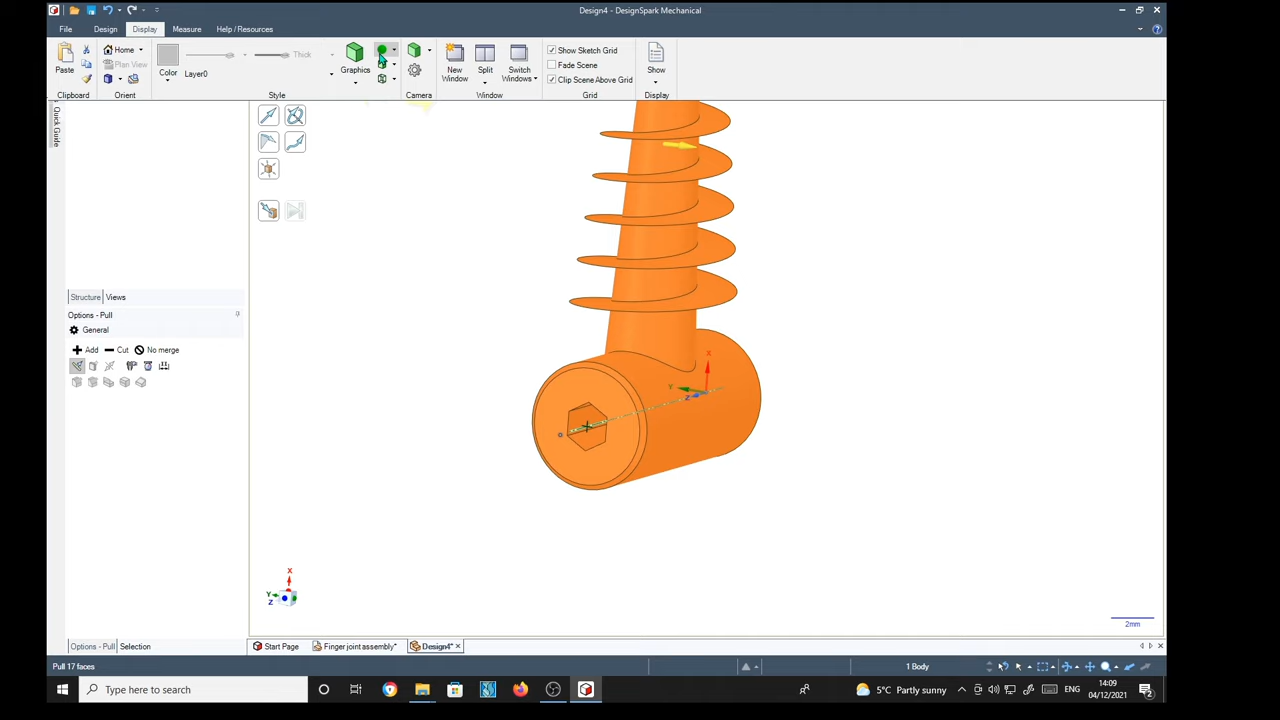 Design4 - DesignSpark Mechanical
File Design Display Measure Help / Resources
Home
Thick
Show Sketch Grid
Plan View
Fade Scene
Paste
Color Layer0
Graphics
New Window
Split
Switch Windows
Clip Scene Above Grid
Show
Clipboard Orient Style Camera Window Grid Display
Quick Guide
Structure Views
Options - Pull
General
Add Cut No merge
X
Y
Z
X
Y
Z
2mm
Options - Pull Selection
Start Page Finger joint assembly* Design4*
Pull 17 faces
1 Body
Type here to search
5°C Partly sunny
ENG
14:09
04/12/2021
2